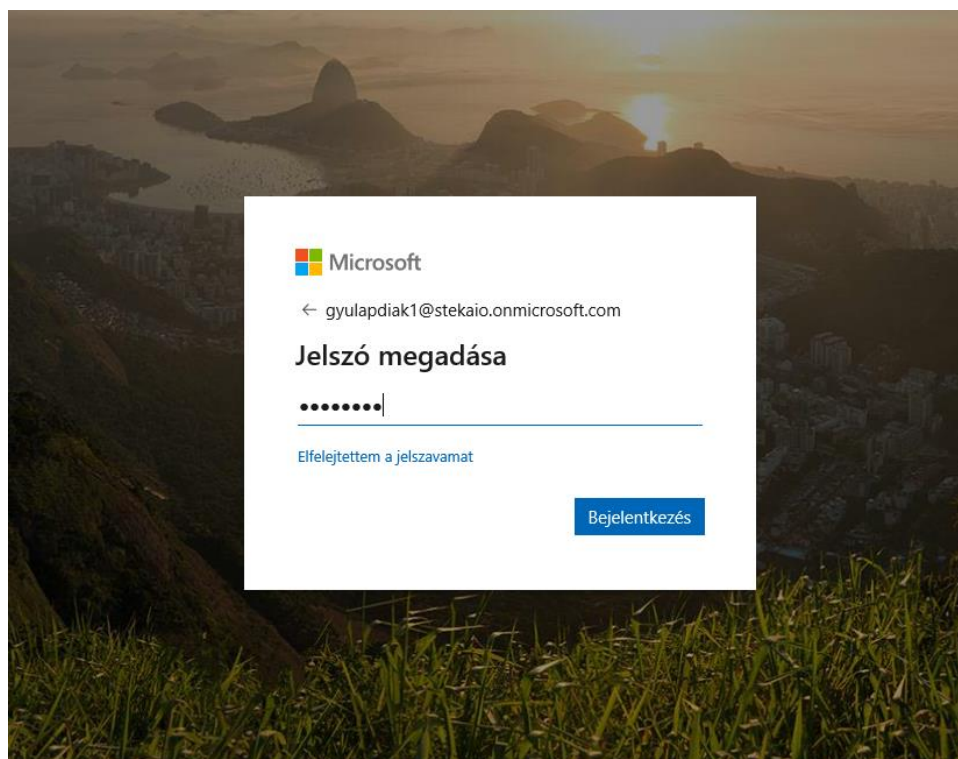 Microsoft
← gyulapdiak1@stekaio.onmicrosoft.com
Jelszó megadása
••••••••
Elfelejtettem a jelszavamat
Bejelentkezés